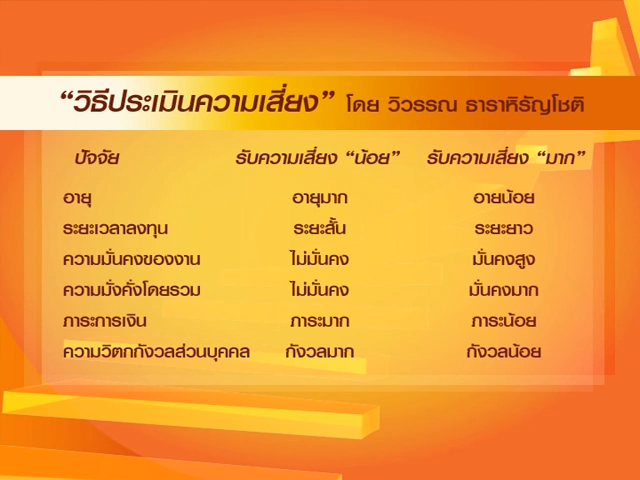 “วิธีประเมินความเสี่ยง” โดย วิวรรณ ธาราหิรัญโชติ
ปัจจัย รับความเสี่ยง “น้อย” รับความเสี่ยง “มาก”
อายุ อายุมาก อายน้อย
ระยะเวลาลงทุน ระยะสั้น ระยะยาว
ความมั่นคงของงาน ไม่มั่นคง มั่นคงสูง
ความมั่งคั่งโดยรวม ไม่มั่นคง มั่นคงมาก
ภาระการเงิน ภาระมาก ภาระน้อย
ความวิตกกังวลส่วนบุคคล กังวลมาก กังวลน้อย